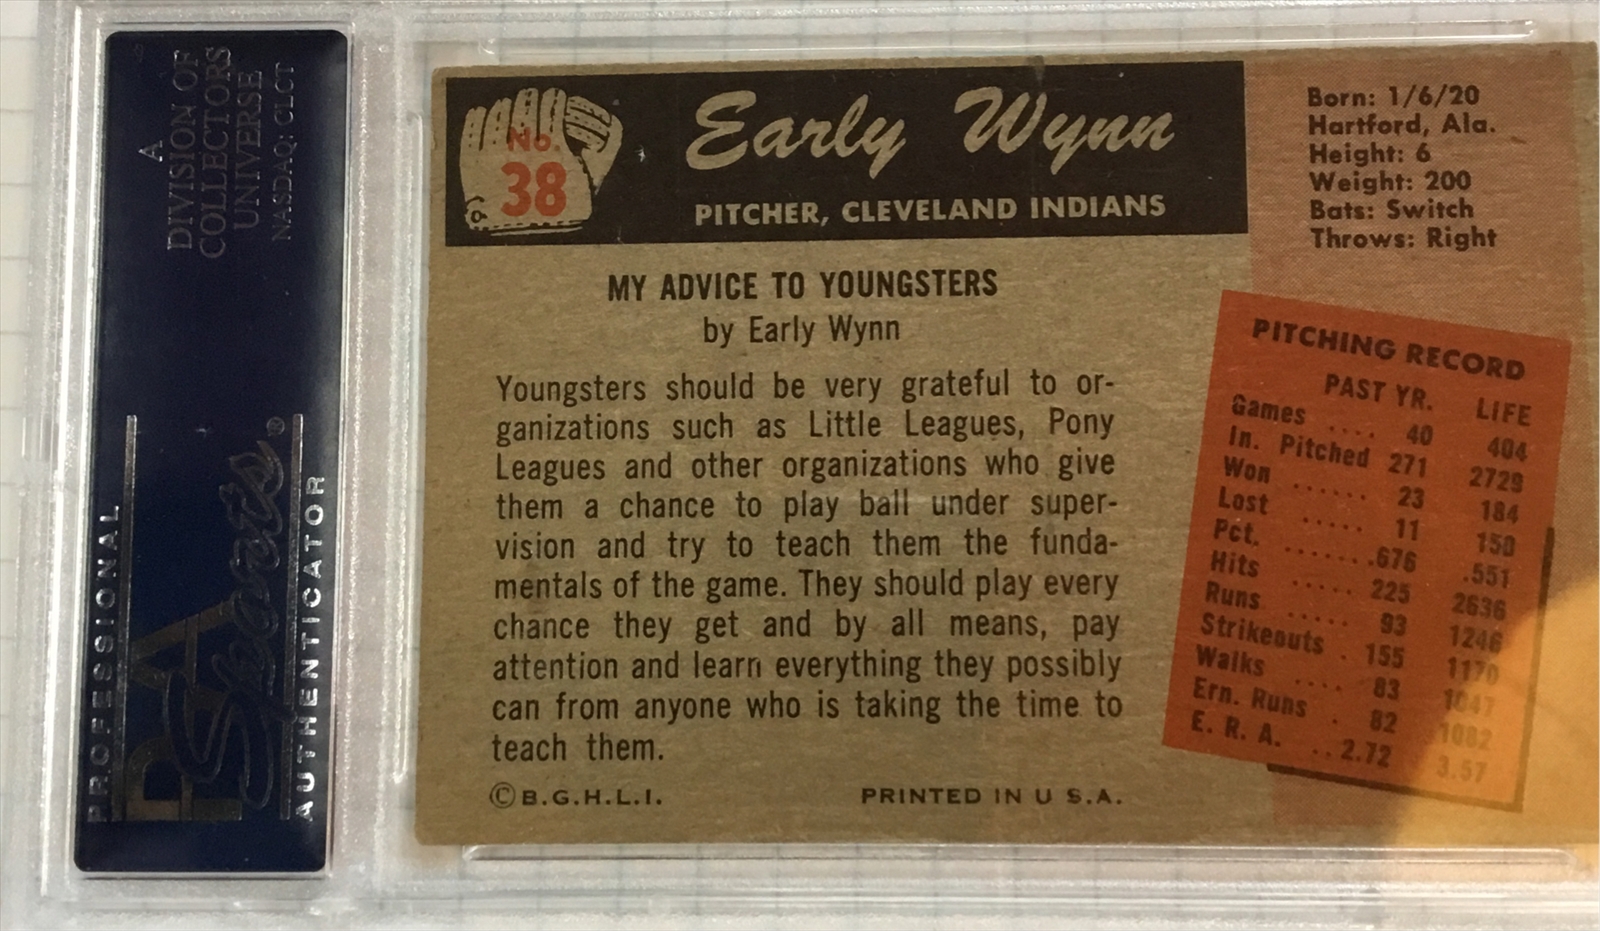 A
DIVISION OF
COLLECTORS
UNIVERSE
NASDAQ: CLCT
PROFESSIONAL
PSA
Sports®
AUTHENTICATOR
No.
38
Early Wynn
PITCHER, CLEVELAND INDIANS
Born: 1/6/20
Hartford, Ala.
Height: 6
Weight: 200
Bats: Switch
Throws: Right
MY ADVICE TO YOUNGSTERS
by Early Wynn
Youngsters should be very grateful to or-
ganizations such as Little Leagues, Pony
Leagues and other organizations who give
them a chance to play ball under super-
vision and try to teach them the funda-
mentals of the game. They should play every
chance they get and by all means, pay
attention and learn everything they possibly
can from anyone who is taking the time to
teach them.
© B.G.H.L.I.
PRINTED IN U S.A.
PITCHING RECORD
PAST YR. LIFE
Games .... 40 404
In. Pitched 271 2729
Won ...... 23 184
Lost ..... 11 150
Pct. .......676 .551
Hits ..... 225 2636
Runs ..... 93 1246
Strikeouts . 155 1170
Walks .... 83 1047
Ern. Runs . 82 1082
E. R. A. ..2.72 3.57